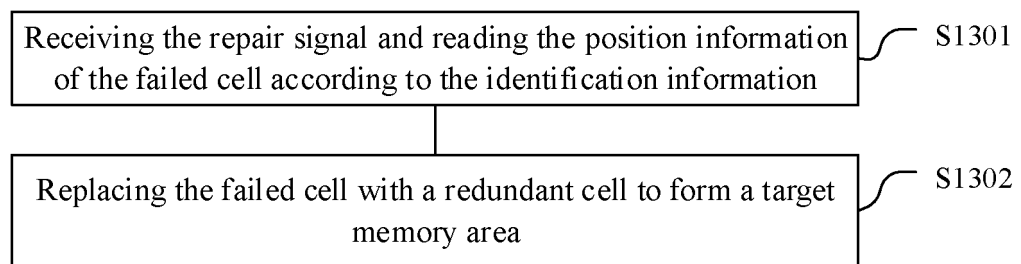 Receiving the repair signal and reading the position information
of the failed cell according to the identification information
S1301
Replacing the failed cell with a redundant cell to form a target
memory area
S1302